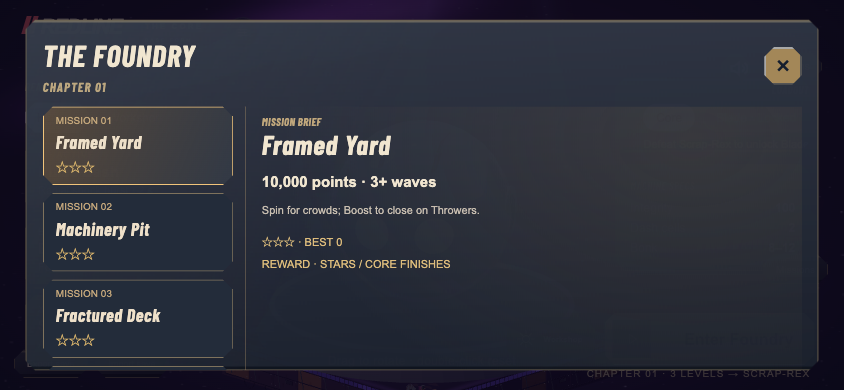 THE FOUNDRY
CHAPTER 01
×
MISSION 01
Framed Yard
☆☆☆
MISSION 02
Machinery Pit
☆☆☆
MISSION 03
Fractured Deck
☆☆☆
MISSION BRIEF
Framed Yard
10,000 points · 3+ waves
Spin for crowds; Boost to close on Throwers.
☆☆☆ · BEST 0
REWARD · STARS / CORE FINISHES
CHAPTER 01 · 3 LEVELS → SCRAP-REX